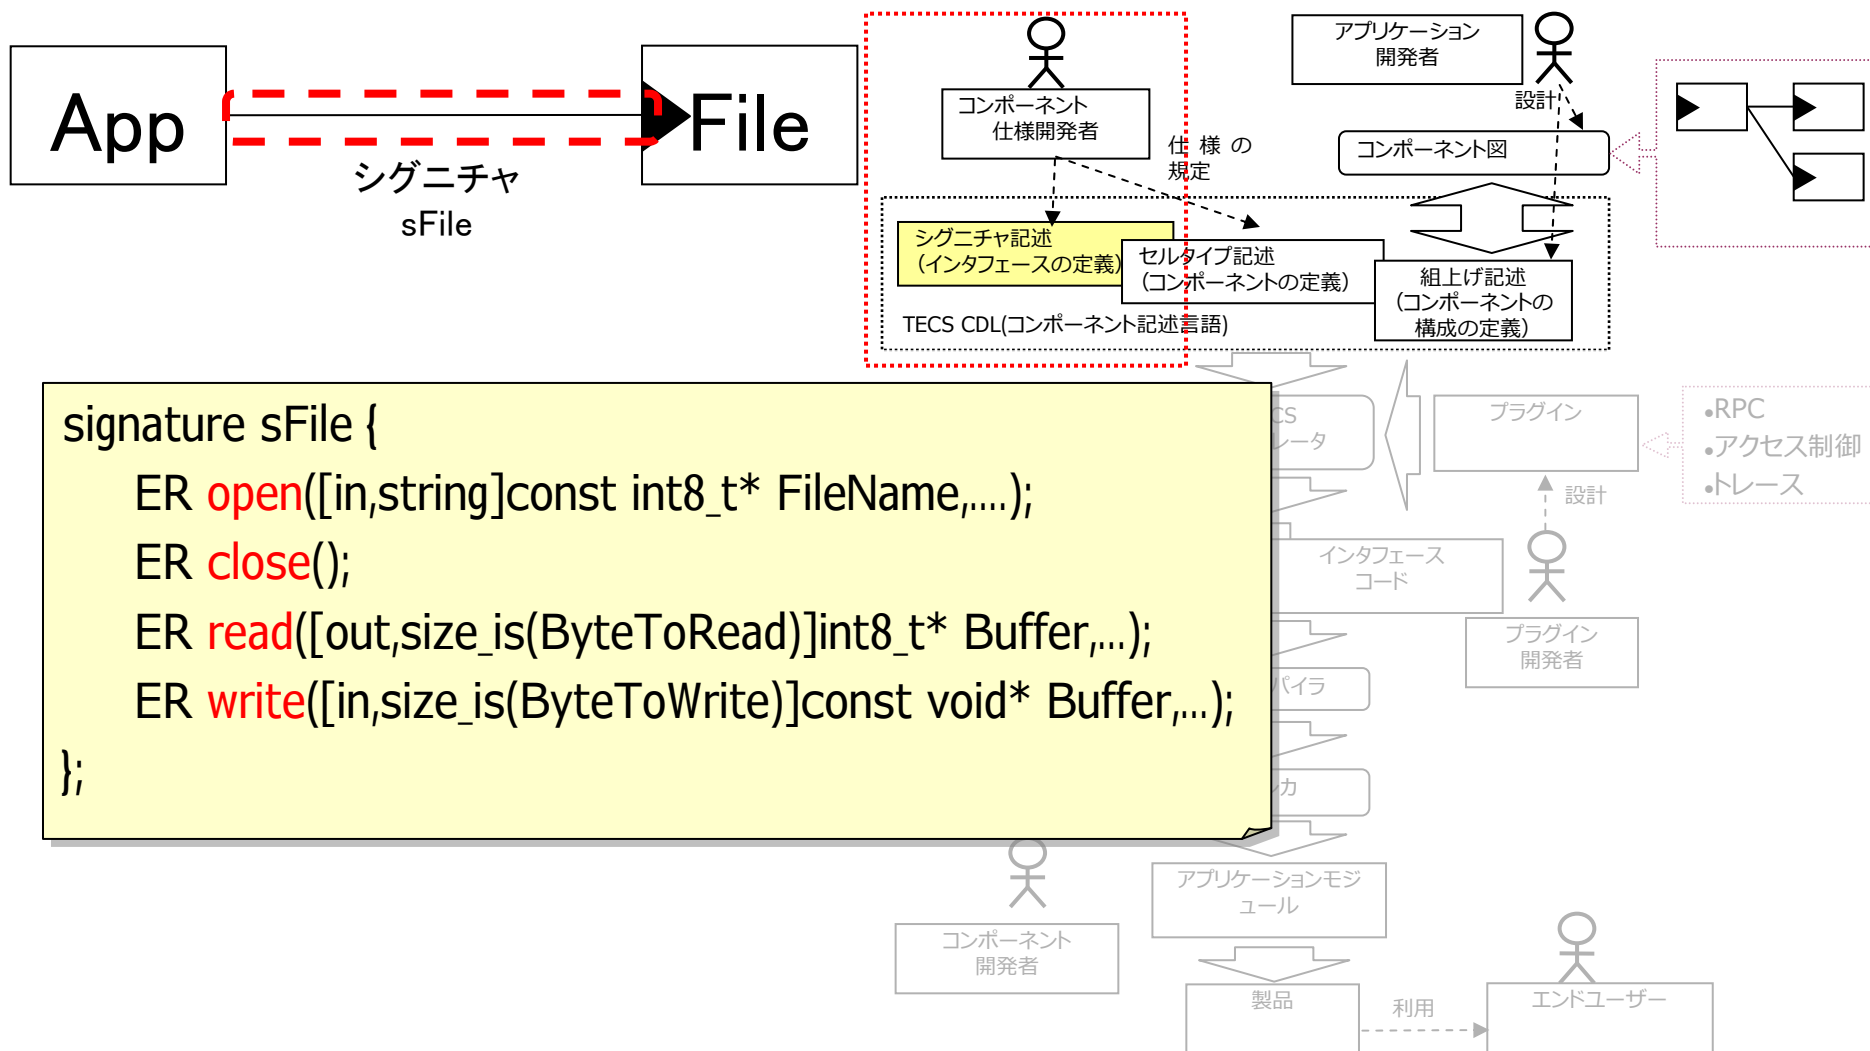 App
File
シグニチャ
sFile
コンポーネント
仕様開発者
仕 様 の
規定
アプリケーション
開発者
設計
コンポーネント図
シグニチャ記述
(インタフェースの定義)
セルタイプ記述
(コンポーネントの定義)
組上げ記述
(コンポーネントの
構成の定義)
TECS CDL(コンポーネント記述言語)
signature sFile {
ER open([in,string]const int8_t* FileName,....);
ER close();
ER read([out,size_is(ByteToRead)]int8_t* Buffer,...);
ER write([in,size_is(ByteToWrite)]const void* Buffer,...);
};
CS
レータ
プラグイン
•RPC
•アクセス制御
•トレース
設計
インタフェース
コード
プラグイン
開発者
パイラ
カ
アプリケーションモジ
ュール
コンポーネント
開発者
製品
利用
エンドユーザー